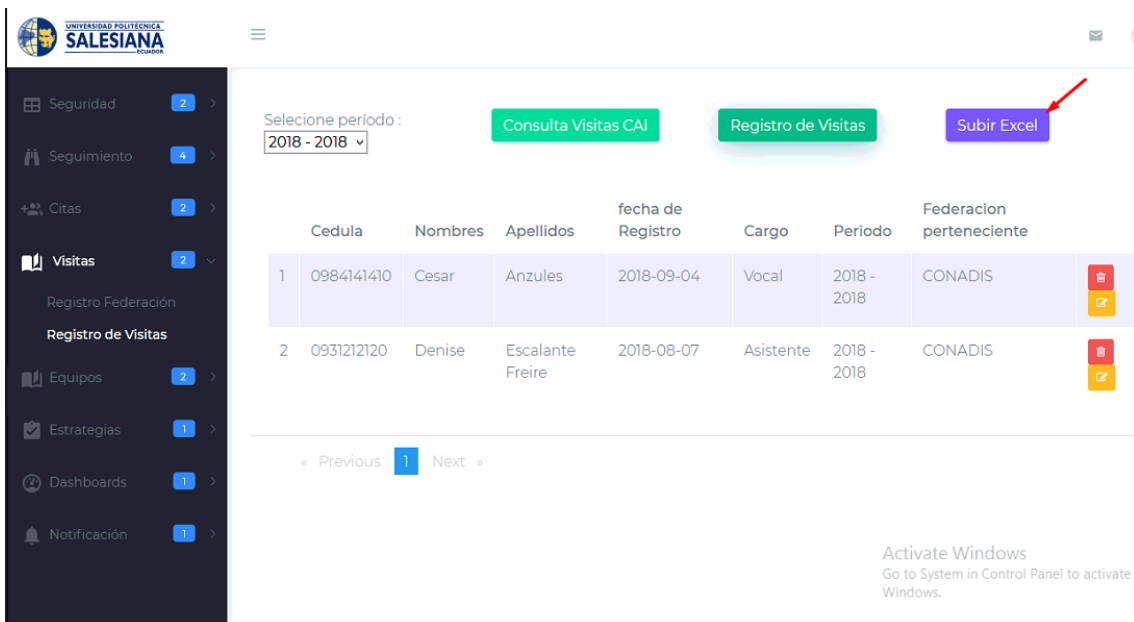 UNIVERSIDAD POLITÉCNICA
SALESIANA
ECUADOR
Seguridad 2
Seguimiento 4
Citas 2
Visitas 2
Registro Federación
Registro de Visitas
Equipos 2
Estrategias 1
Dashboards 1
Notificación 1
Selecione período :
2018 - 2018
Consulta Visitas CAI
Registro de Visitas
Subir Excel
Cedula Nombres Apellidos fecha de Registro Cargo Periodo Federacion perteneciente
1 0984141410 Cesar Anzules 2018-09-04 Vocal 2018 - 2018 CONADIS
2 0931212120 Denise Escalante Freire 2018-08-07 Asistente 2018 - 2018 CONADIS
« Previous 1 Next »
Activate Windows
Go to System in Control Panel to activate
Windows.